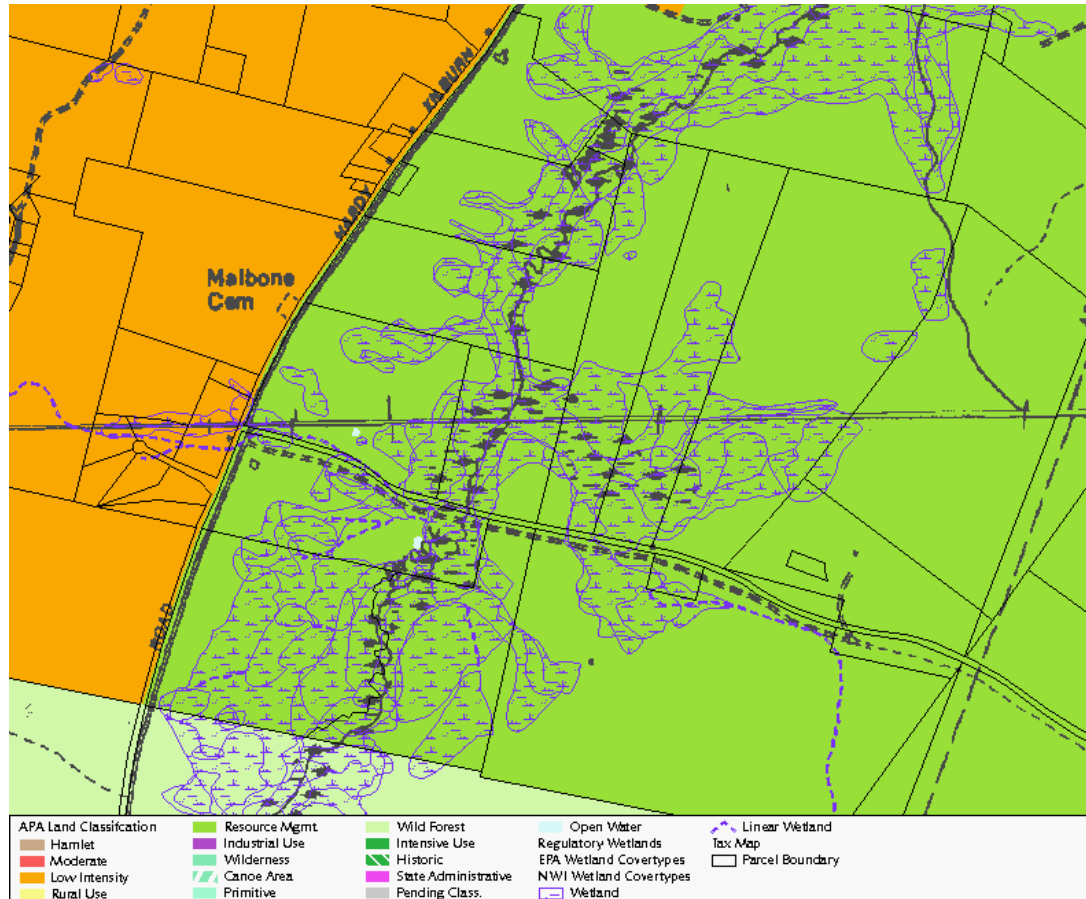 KILBURN
HARDY
Malbone
Cem
ROAD
APA Land Classifcation
Hamlet
Moderate
Low Intensity
Rural Use
Resource Mgmt
Industrial Use
Wilderness
Canoe Area
Primitive
Wild Forest
Intensive Use
Historic
State Administrative
Pending Class.
Open Water
Regulatory Wetlands
EPA Wetland Covertypes
NWI Wetland Covertypes
Wetland
Linear Wetland
Tax Map
Parcel Boundary